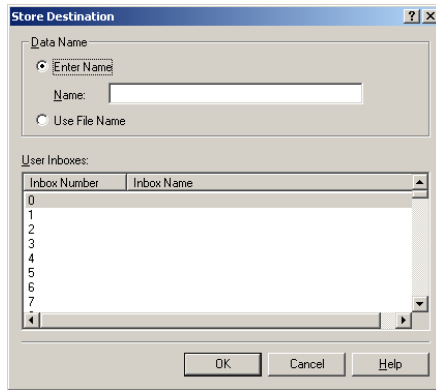 Store Destination
Data Name
Enter Name
Name:
Use File Name
User Inboxes:
Inbox Number Inbox Name
0
1
2
3
4
5
6
7
OK Cancel Help